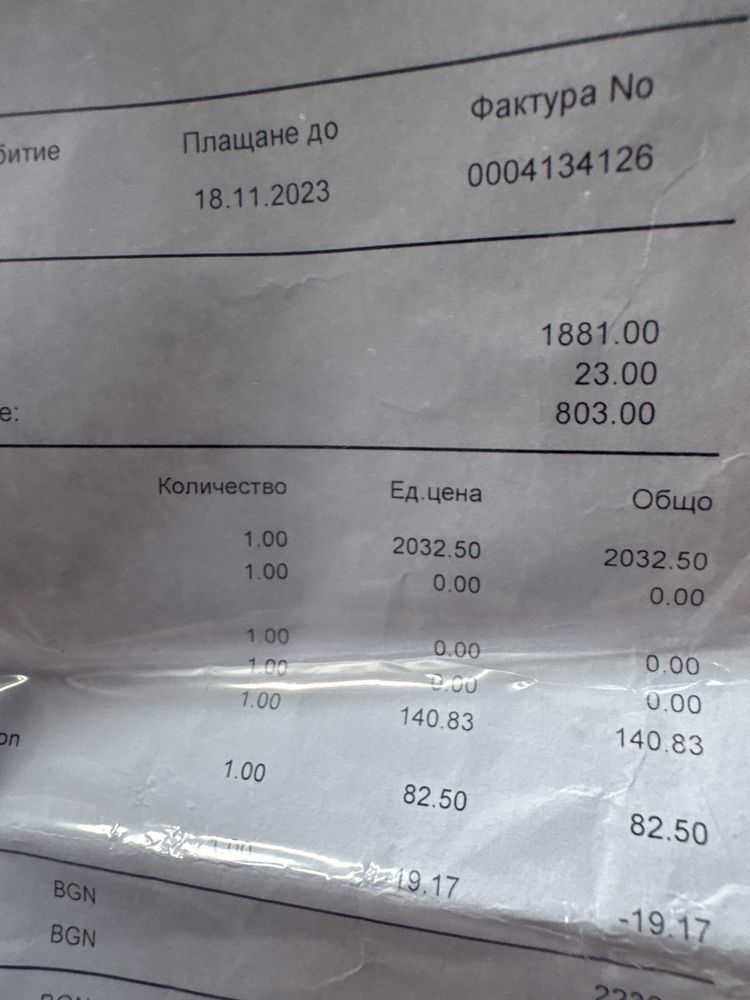 битие Плащане до Фактура No
18.11.2023 0004134126
1881.00
23.00
е: 803.00
Количество Ед.цена Общо
1.00 2032.50 2032.50
1.00 0.00 0.00
1.00 0.00 0.00
1.00 0.00 0.00
1.00 140.83 140.83
on
1.00 82.50 82.50
1.00 19.17 -19.17
BGN
BGN